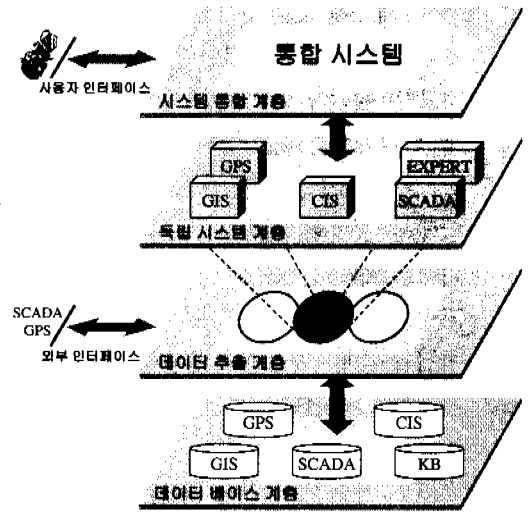 통합 시스템
사용자 인터페이스
시스템 통합 계층
GPS
EXPERT
GIS
CIS
SCADA
독립 시스템 계층
SCADA
GPS
외부 인터페이스
데이터 추출 계층
GPS
CIS
GIS
SCADA
KB
데이터 베이스 계층